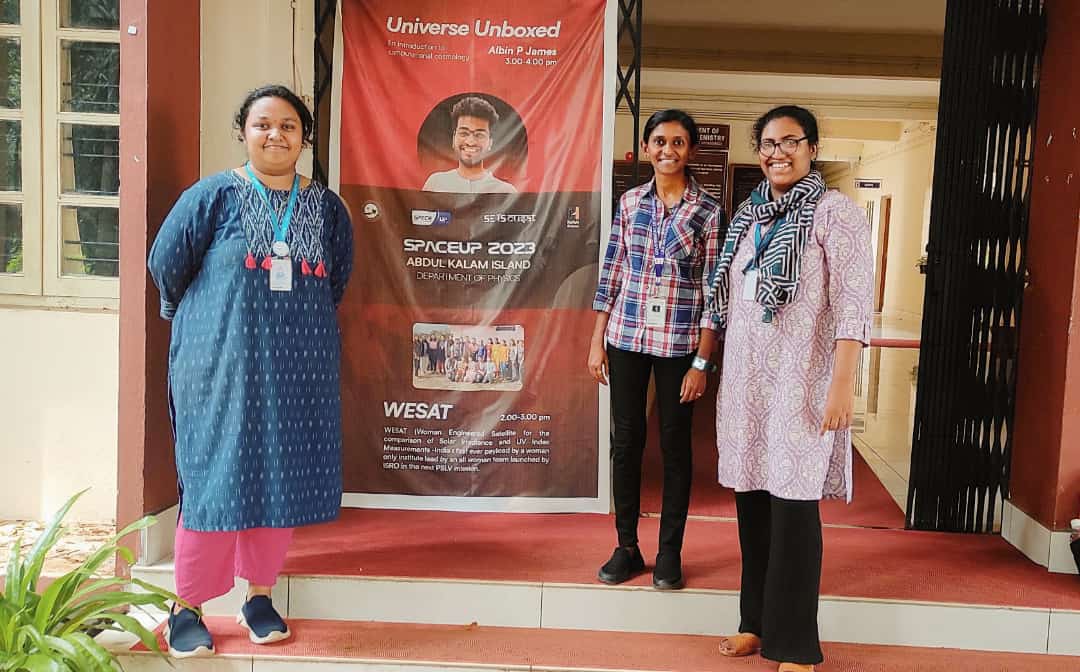 Universe Unboxed
An introduction to
computational cosmology
Albin P James
3.00-4.00 pm
SPACEUP 2023
ABDUL KALAM ISLAND
DEPARTMENT OF PHYSICS
WESAT
2.00-3.00 pm
WESAT (Woman Engineered Satellite for the
comparison of Solar Irradiance and UV Index
Measurements -India's first ever payload by a woman
only institute lead by an all woman team launched by
ISRO in the next PSLV mission.